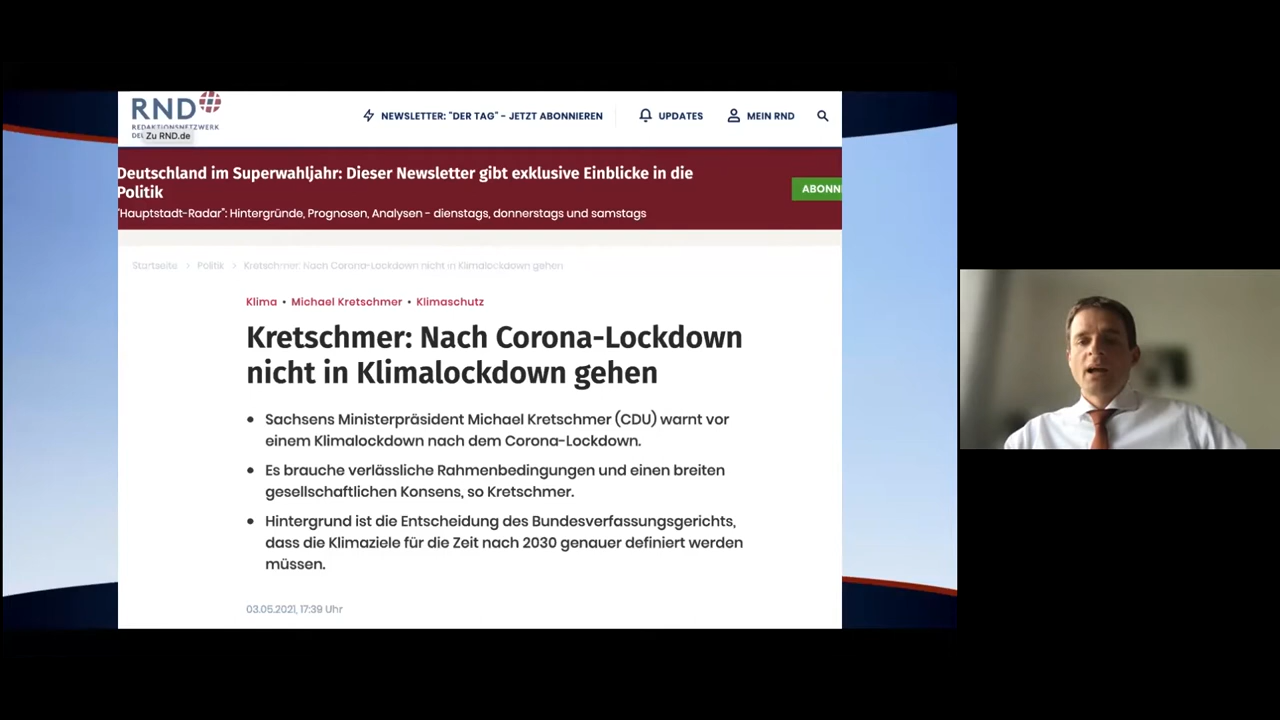 RND
REDAKTIONSNETZWERK
Zu RND.de
NEWSLETTER: "DER TAG" - JETZT ABONNIEREN
UPDATES
MEIN RND
Deutschland im Superwahljahr: Dieser Newsletter gibt exklusive Einblicke in die
Politik
"Hauptstadt-Radar": Hintergründe, Prognosen, Analysen - dienstags, donnerstags und samstags
Startseite > Politik > Kretschmer: Nach Corona-Lockdown nicht in Klimalockdown gehen
Klima • Michael Kretschmer • Klimaschutz
Kretschmer: Nach Corona-Lockdown
nicht in Klimalockdown gehen
• Sachsens Ministerpräsident Michael Kretschmer (CDU) warnt vor
einem Klimalockdown nach dem Corona-Lockdown.
• Es brauche verlässliche Rahmenbedingungen und einen breiten
gesellschaftlichen Konsens, so Kretschmer.
• Hintergrund ist die Entscheidung des Bundesverfassungsgerichts,
dass die Klimaziele für die Zeit nach 2030 genauer definiert werden
müssen.
03.05.2021, 17:39 Uhr